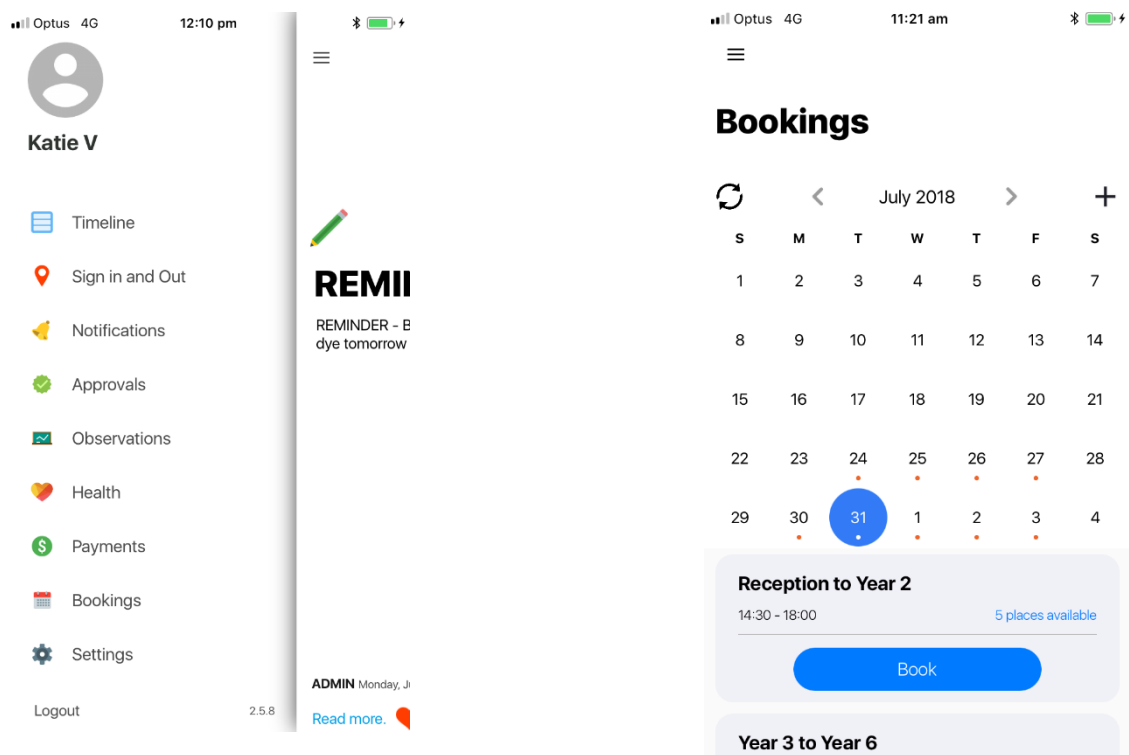 Optus 4G 12:10 pm
Katie V
Timeline
Sign in and Out
Notifications
Approvals
Observations
Health
$ Payments
Bookings
Settings
Logout 2.5.8
REMINDER - B
dye tomorrow
ADMIN Monday, J
Read more.
Optus 4G 11:21 am
Bookings
July 2018
S M T W T F S
1 2 3 4 5 6 7
8 9 10 11 12 13 14
15 16 17 18 19 20 21
22 23 24 25 26 27 28
29 30 31 1 2 3 4
Reception to Year 2
14:30 - 18:00 5 places available
Book
Year 3 to Year 6